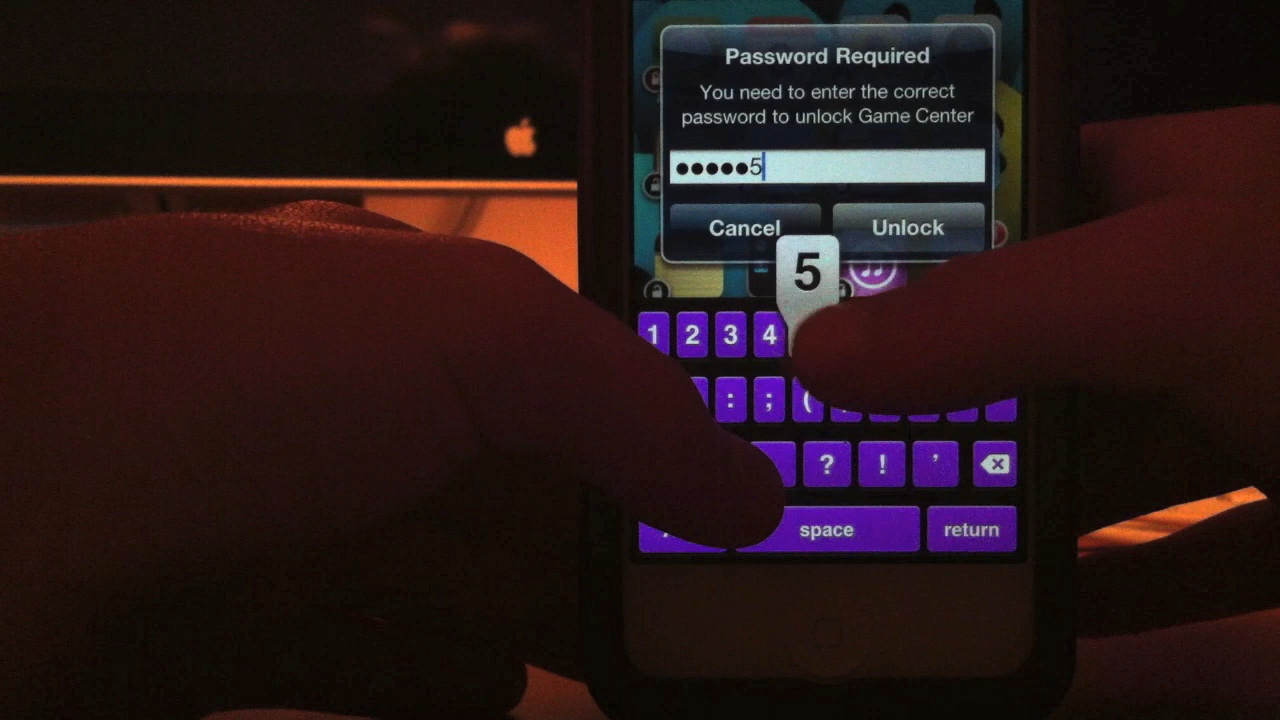 Password Required
You need to enter the correct
password to unlock Game Center
●●●●●5
Cancel
Unlock
5
1 2 3 4
: ; (
? ! '
space
return